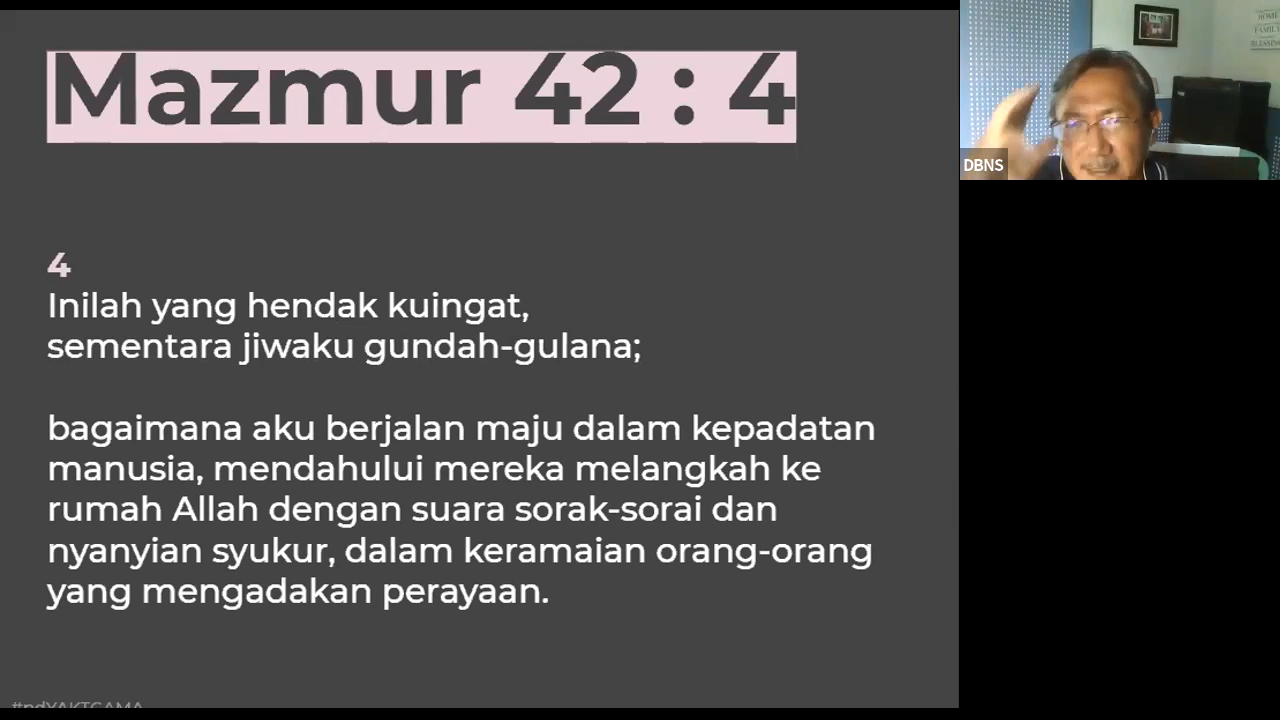 Mazmur 42 : 4
4
Inilah yang hendak kuingat,
sementara jiwaku gundah-gulana;
bagaimana aku berjalan maju dalam kepadatan
manusia, mendahului mereka melangkah ke
rumah Allah dengan suara sorak-sorai dan
nyanyian syukur, dalam keramaian orang-orang
yang mengadakan perayaan.
DBNS
HOME
FAMILY